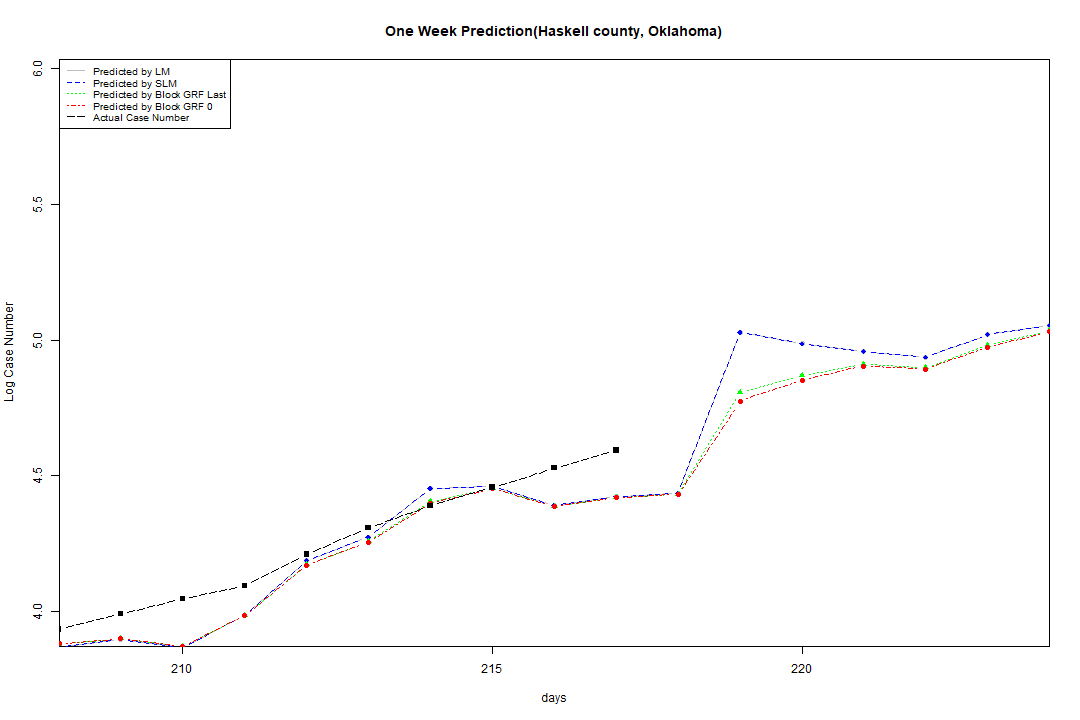 One Week Prediction(Haskell county, Oklahoma)
Predicted by LM
Predicted by SLM
Predicted by Block GRF Last
Predicted by Block GRF 0
Actual Case Number
6.0
5.5
5.0
4.5
4.0
Log Case Number
210 215 220
days